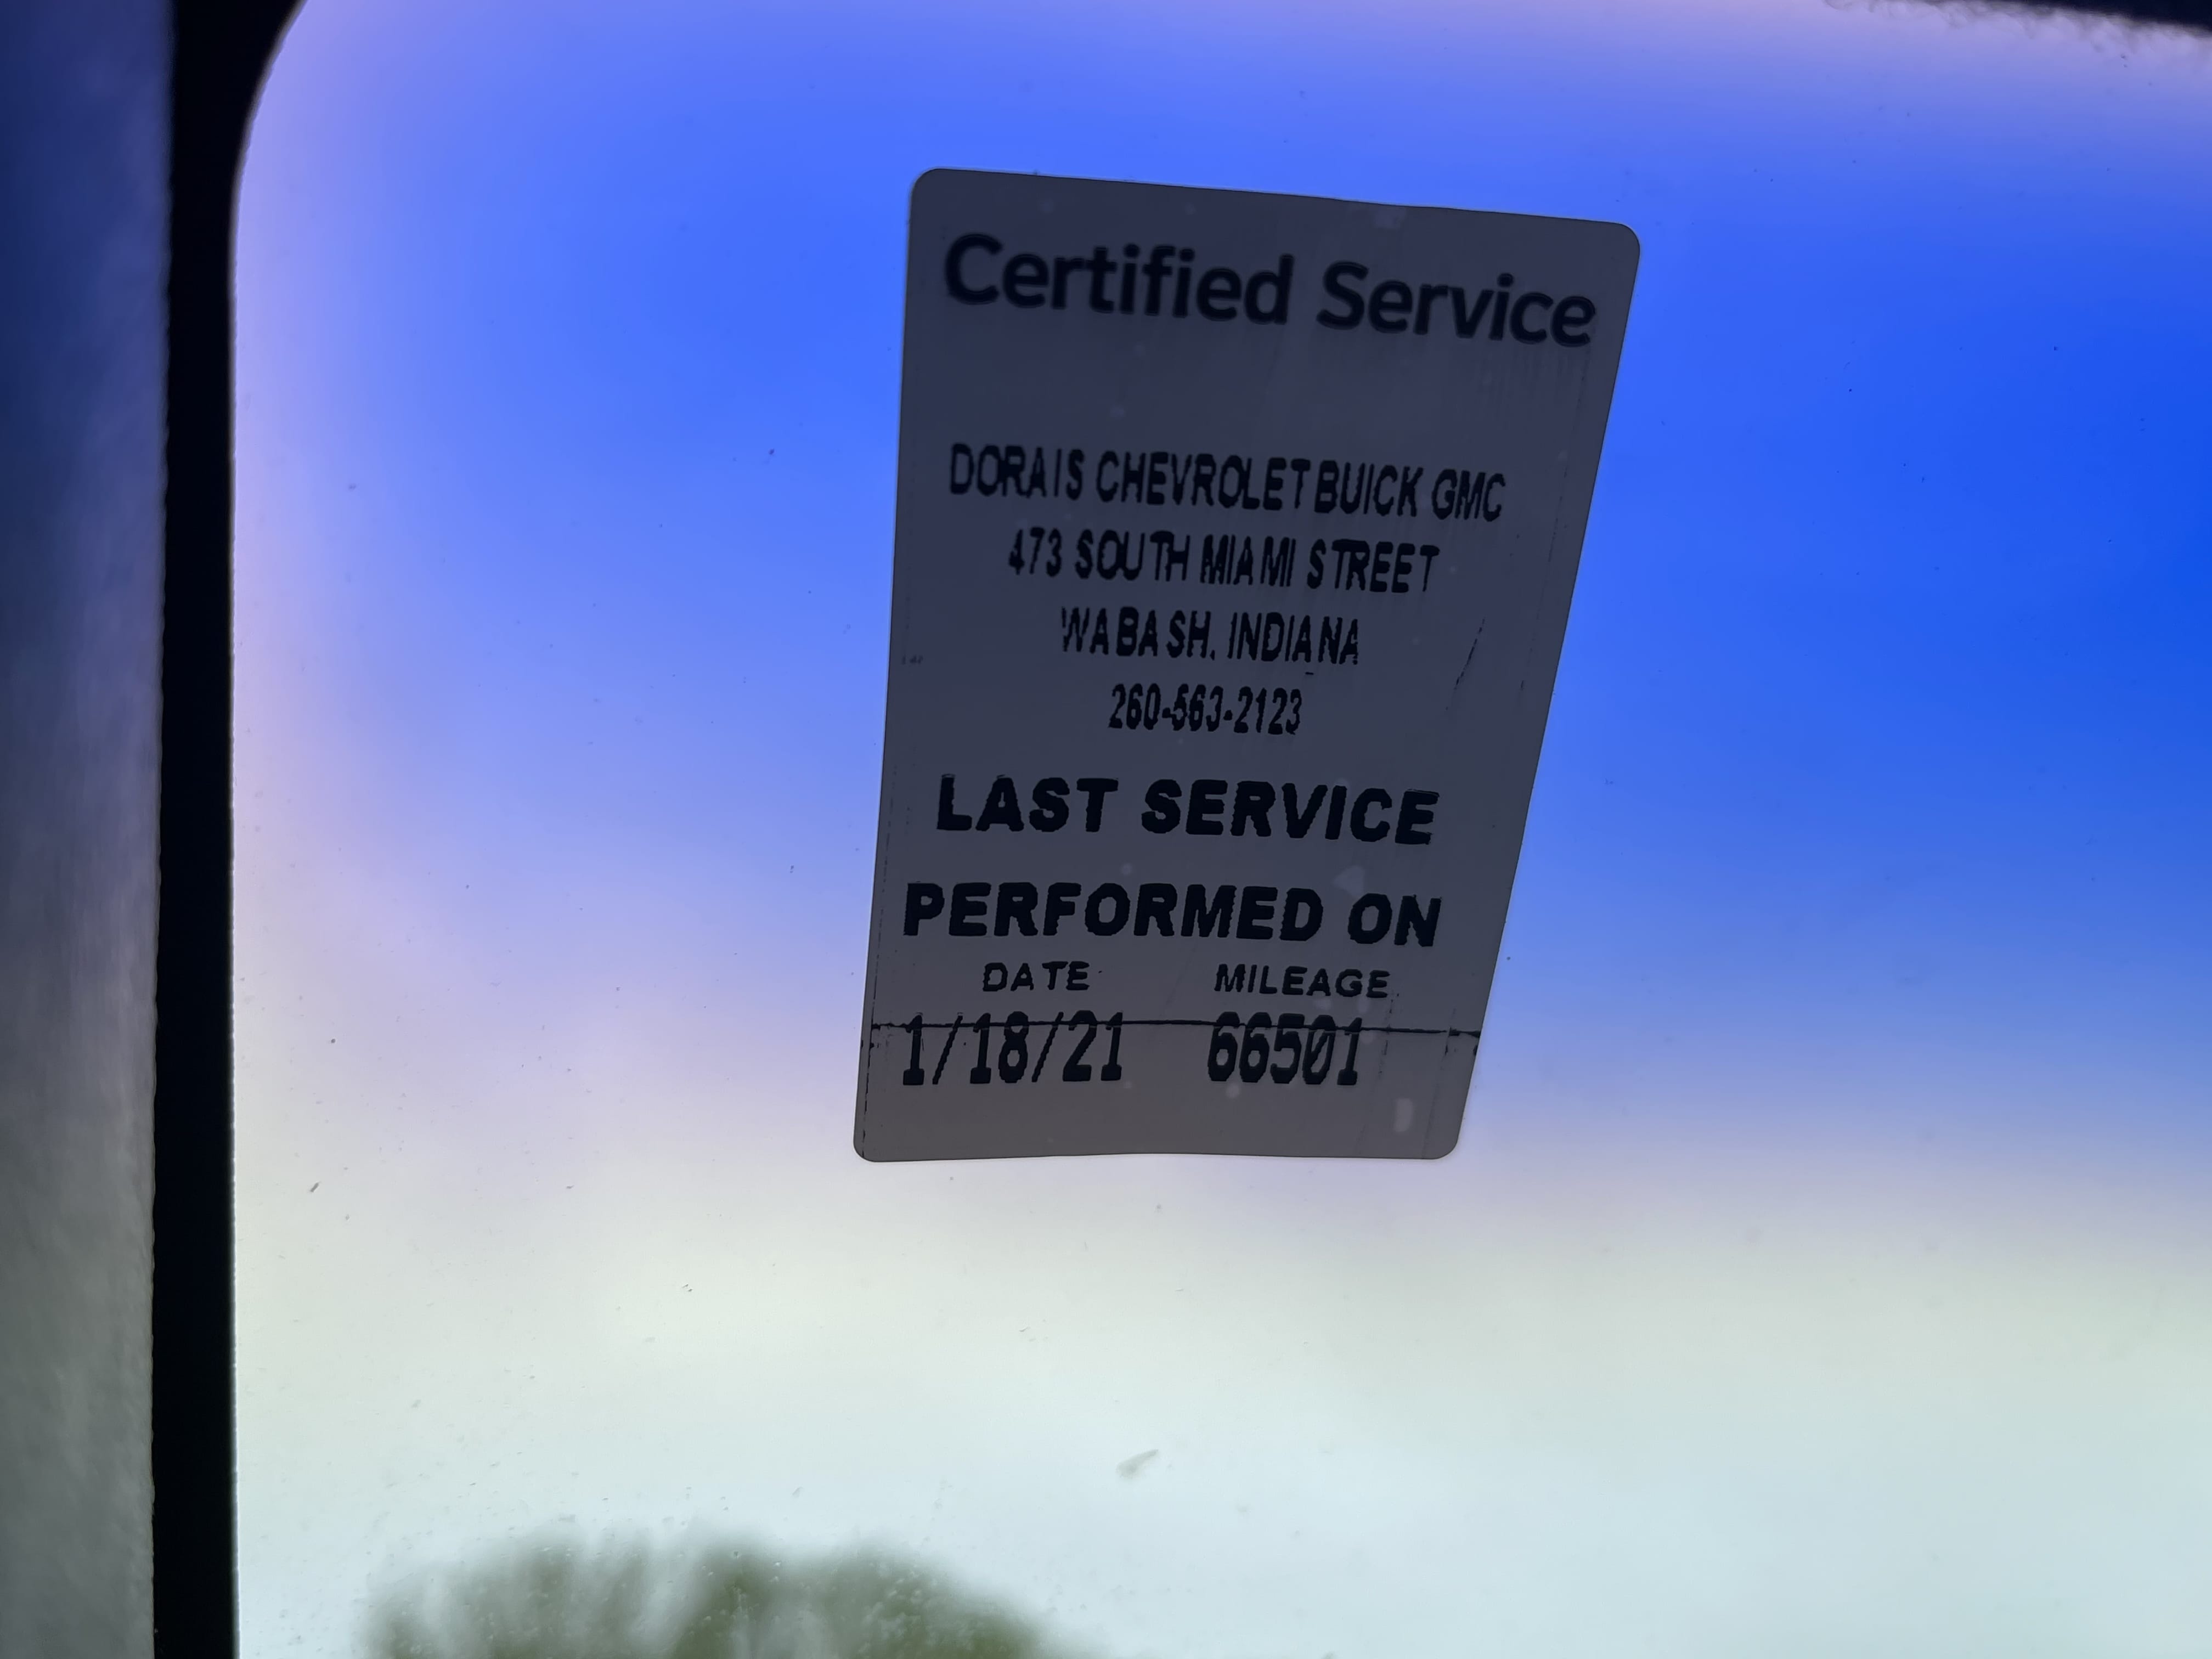 Certified Service
DORAIS CHEVROLET BUICK GMC
473 SOUTH MIAMI STREET
WABASH, INDIANA
260-563-2123
LAST SERVICE
PERFORMED ON
DATE MILEAGE
1/18/21 66501